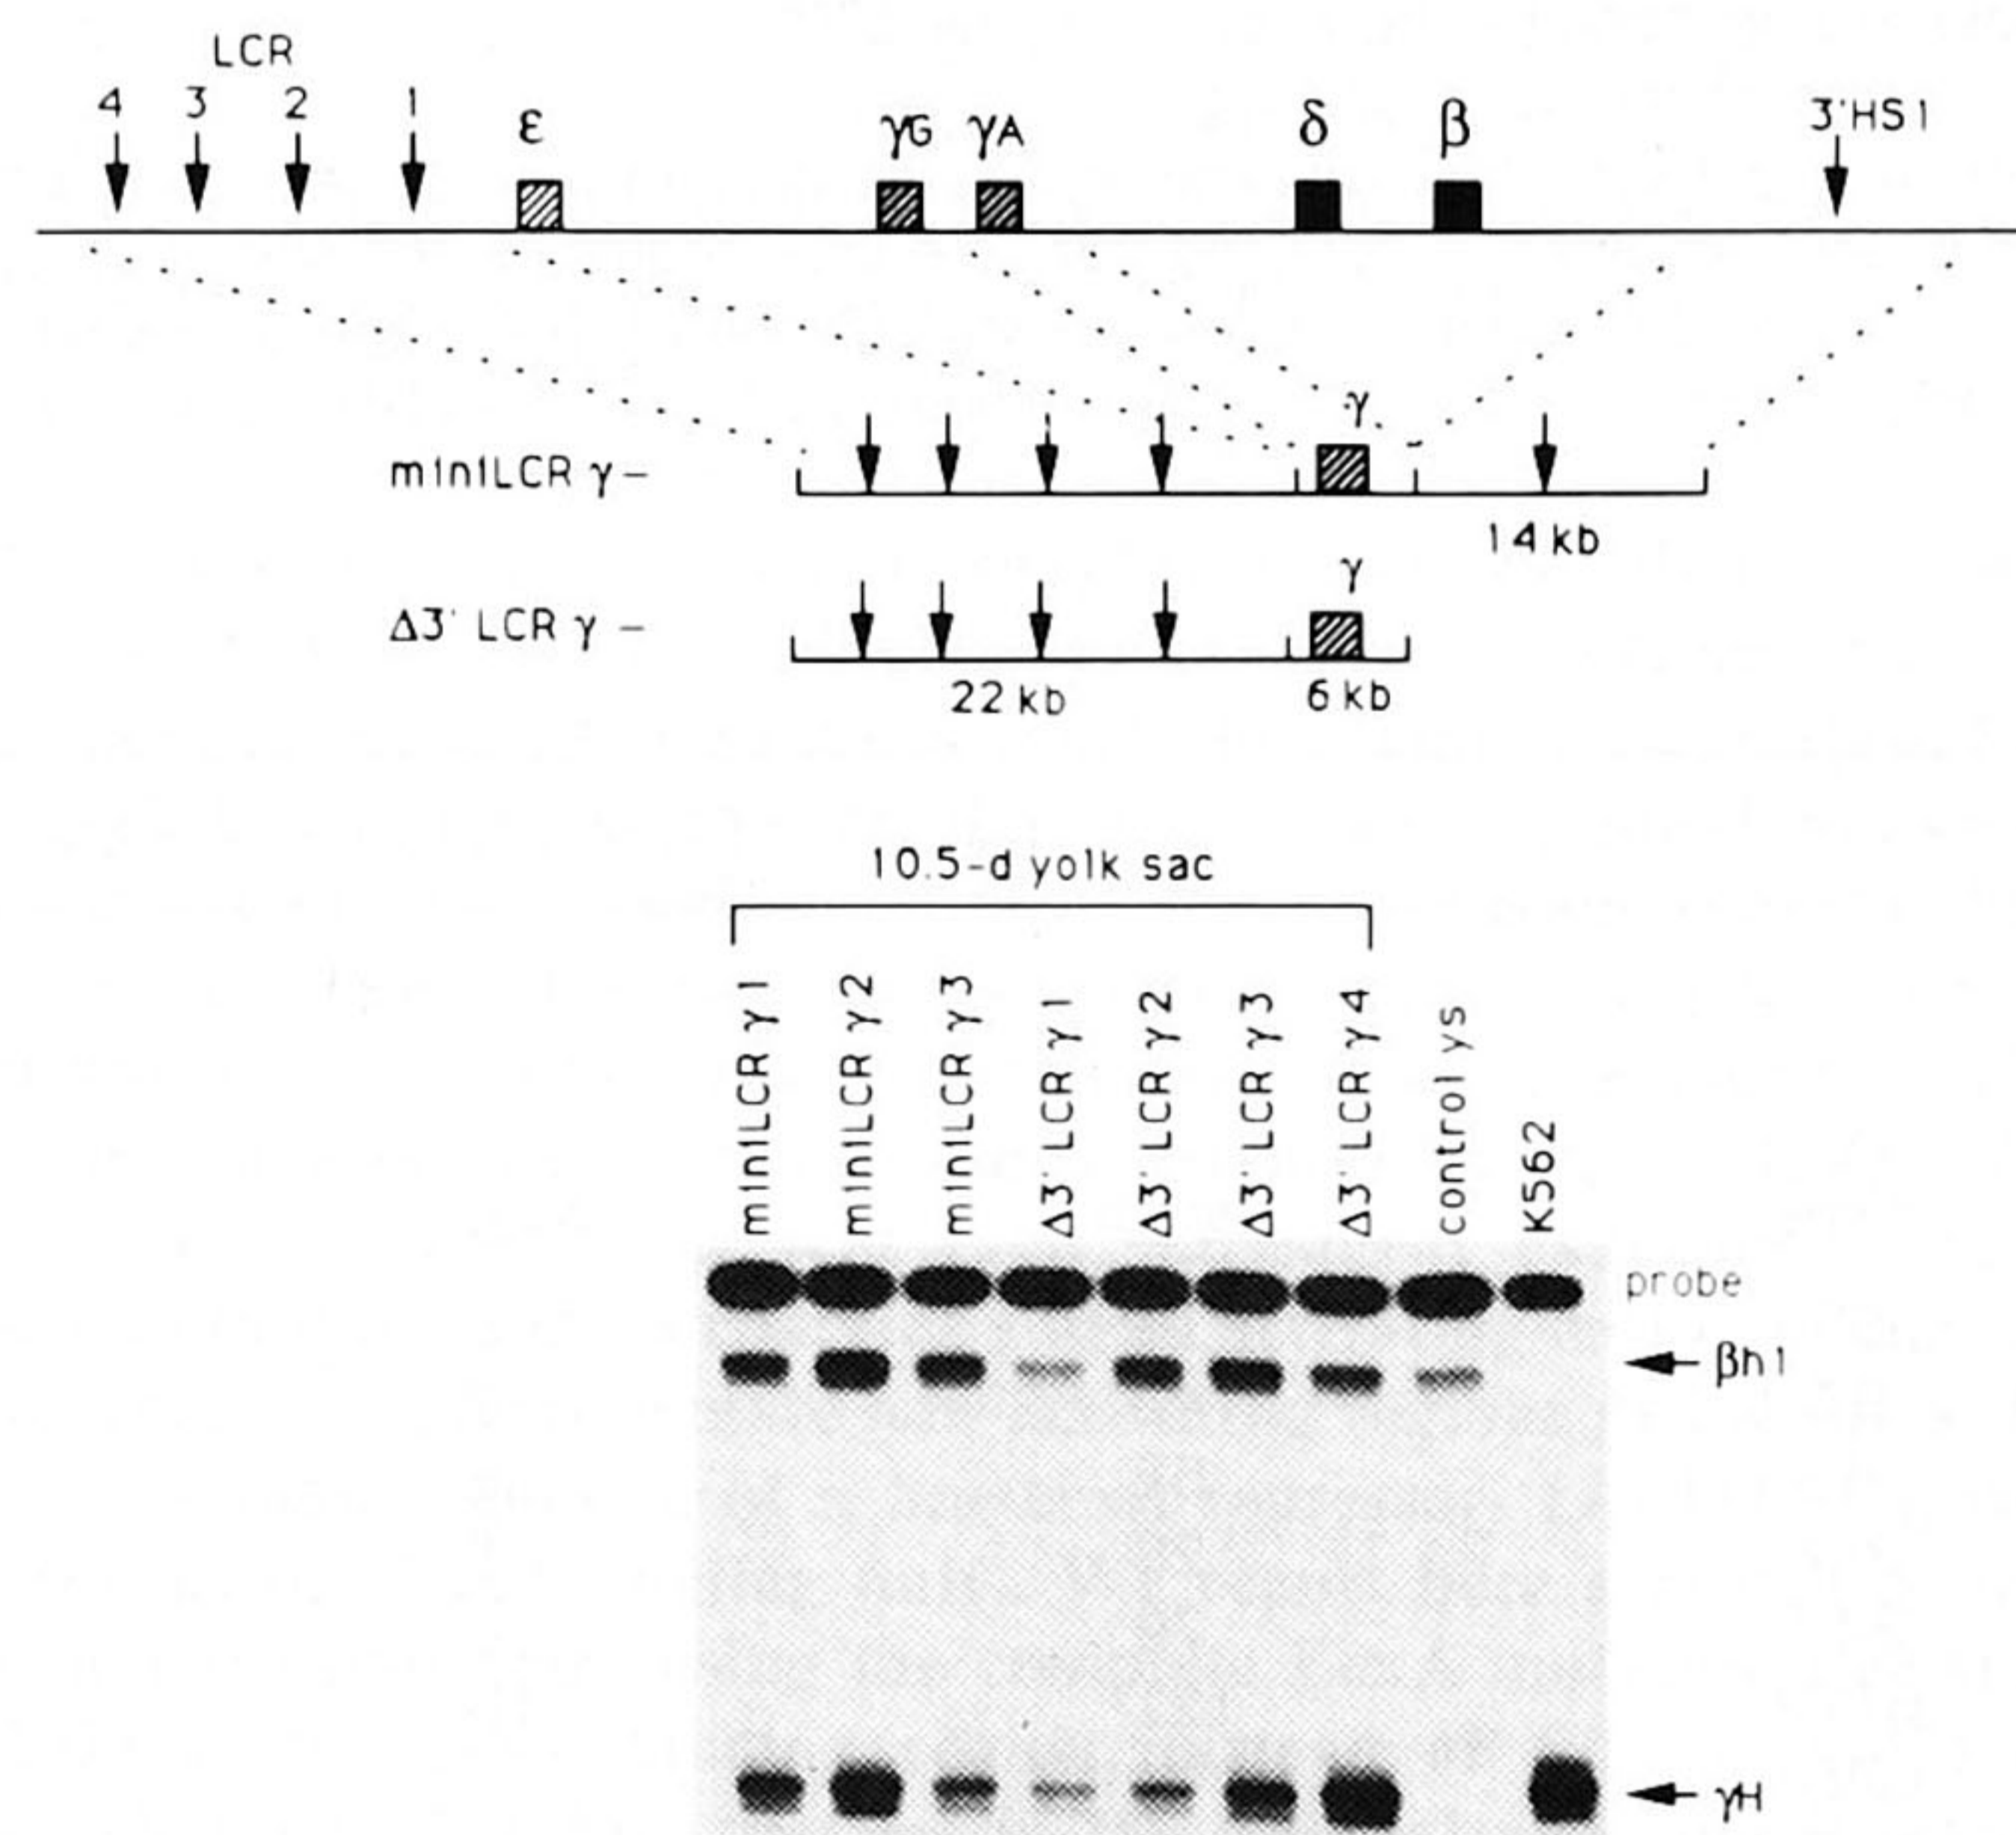 LCR
4 3 2 1 ε γG γA δ β 3'HS1
miniLCR γ – γ
14 kb
Δ3' LCR γ – γ
22 kb 6 kb
10.5-d yolk sac
miniLCR γ1
miniLCR γ2
miniLCR γ3
Δ3' LCR γ1
Δ3' LCR γ2
Δ3' LCR γ3
Δ3' LCR γ4
control ys
K562
probe
βh1
γH